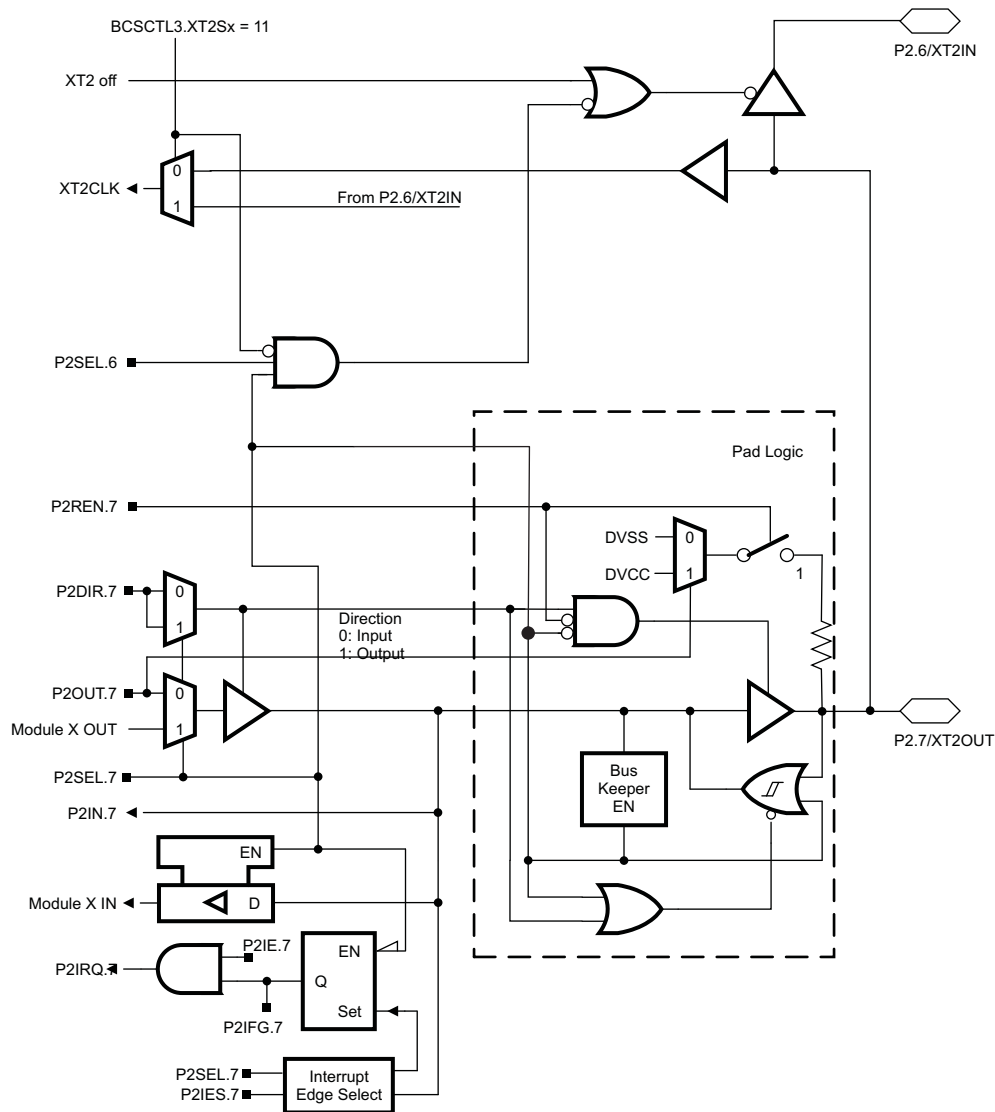 BCSCTL3.XT2Sx = 11
P2.6/XT2IN
XT2 off
0
XT2CLK
1
From P2.6/XT2IN
P2SEL.6
Pad Logic
P2REN.7
DVSS
0
DVCC
1
1
P2DIR.7
0
1
Direction
0: Input
1: Output
P2OUT.7
0
Module X OUT
1
P2.7/XT2OUT
P2SEL.7
Bus
Keeper
EN
P2IN.7
EN
Module X IN
D
P2IE.7
EN
P2IRQ.7
Q
P2IFG.7
Set
P2SEL.7
P2IES.7
Interrupt
Edge Select